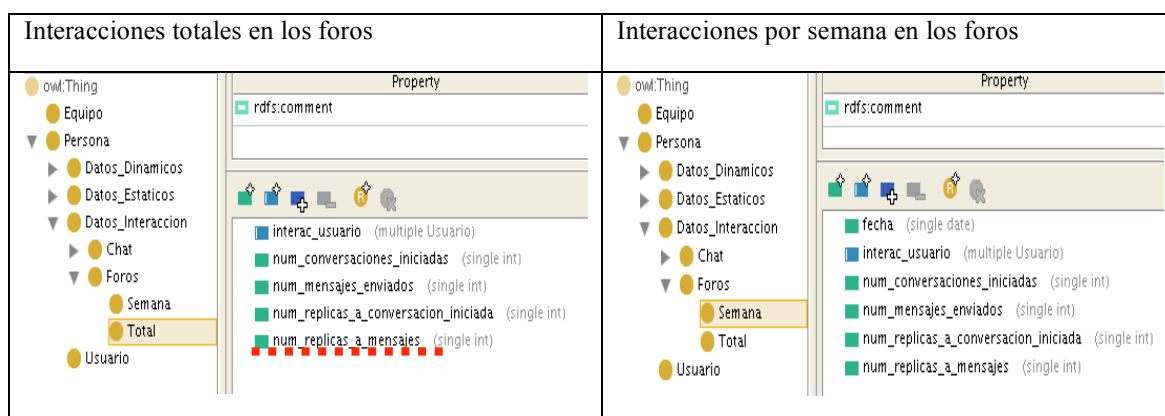 Interacciones totales en los foros
owl:Thing
Equipo
Persona
Datos_Dinamicos
Datos_Estaticos
Datos_Interaccion
Chat
Foros
Semana
Total
Usuario
Property
rdfs:comment
R
interac_usuario (multiple Usuario)
num_conversaciones_iniciadas (single int)
num_mensajes_enviados (single int)
num_replicas_a_conversacion_iniciada (single int)
num_replicas_a_mensajes (single int)
Interacciones por semana en los foros
owl:Thing
Equipo
Persona
Datos_Dinamicos
Datos_Estaticos
Datos_Interaccion
Chat
Foros
Semana
Total
Usuario
Property
rdfs:comment
R
fecha (single date)
interac_usuario (multiple Usuario)
num_conversaciones_iniciadas (single int)
num_mensajes_enviados (single int)
num_replicas_a_conversacion_iniciada (single int)
num_replicas_a_mensajes (single int)